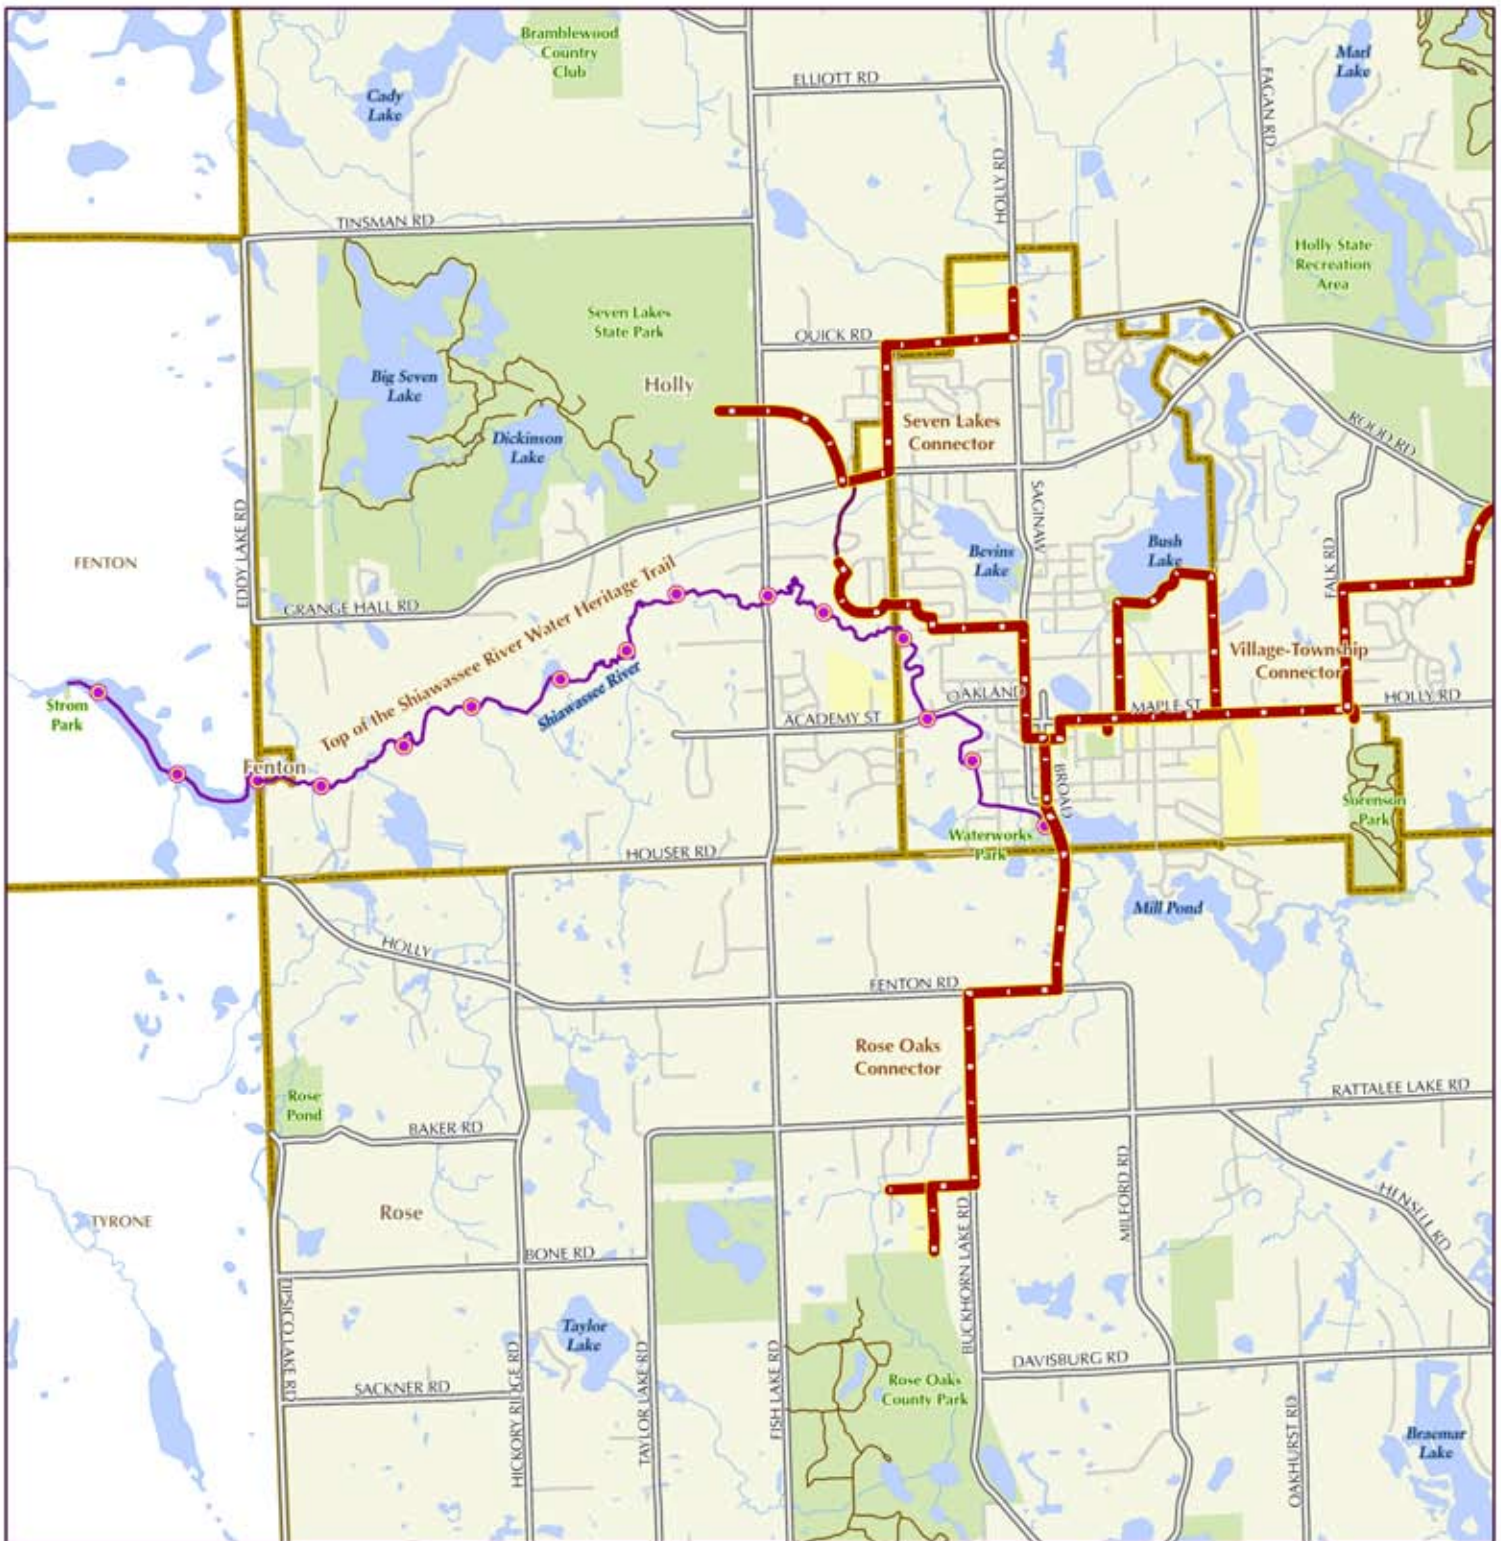 Bramblewood
Country
Club
Marl
Lake
ELLIOTT RD
FAGAN RD
Cady
Lake
HOLLY RD
TINSMAN RD
Holly State
Recreation
Area
Seven Lakes
State Park
QUICK RD
Big Seven
Lake
Holly
Seven Lakes
Connector
ROOD RD
Dickinson
Lake
EDDY LAKE RD
SAGINAW
Bevins
Lake
Bush
Lake
FALK RD
FENTON
GRANGE HALL RD
Top of the Shiawassee River Water Heritage Trail
Shiawassee River
Village-Township
Connector
Strom
Park
OAKLAND
MAPLE ST
HOLLY RD
ACADEMY ST
Fenton
BROAD
Sorenson
Park
Waterworks
Park
HOUSER RD
Mill Pond
HOLLY
FENTON RD
Rose Oaks
Connector
Rose
Pond
RATTALEE LAKE RD
BAKER RD
MILFORD RD
HENSELL RD
TYRONE
Rose
BUCKHORN LAKE RD
BONE RD
TIPSICO LAKE RD
Taylor
Lake
HICKORY RIDGE RD
TAYLOR LAKE RD
FISH LAKE RD
DAVISBURG RD
SACKNER RD
Rose Oaks
County Park
OAKHURST RD
Braemar
Lake